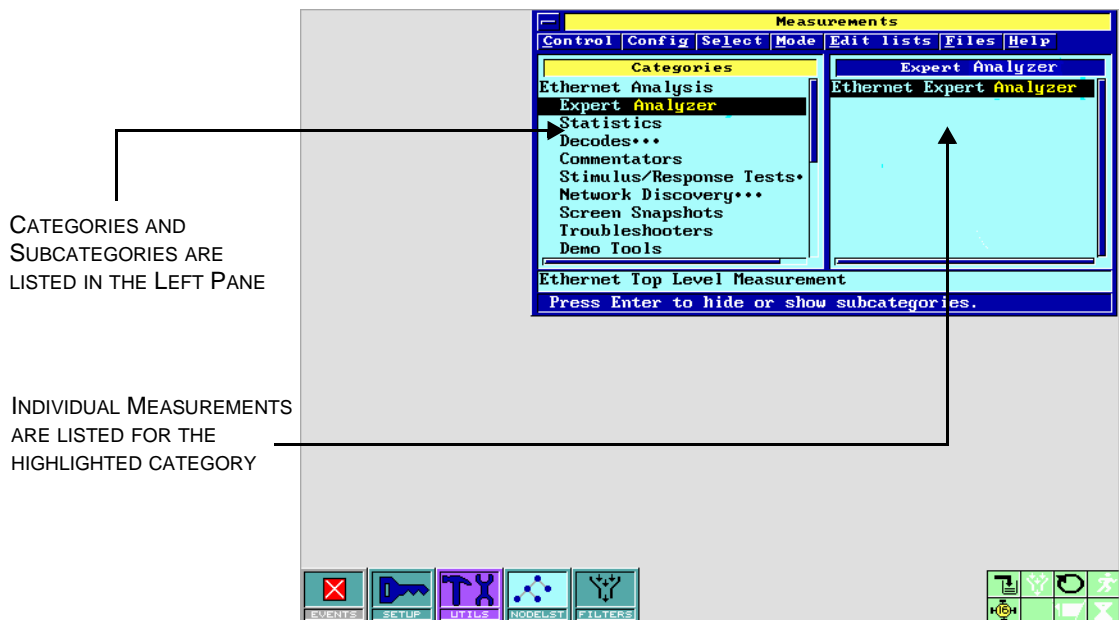 Measurements
Control Config Select Mode Edit lists Files Help
Categories
Ethernet Analysis
Expert Analyzer
Statistics
Decodes•••
Commentators
Stimulus/Response Tests•
Network Discovery•••
Screen Snapshots
Troubleshooters
Demo Tools
Expert Analyzer
Ethernet Expert Analyzer
Ethernet Top Level Measurement
Press Enter to hide or show subcategories.
CATEGORIES AND
SUBCATEGORIES ARE
LISTED IN THE LEFT PANE
INDIVIDUAL MEASUREMENTS
ARE LISTED FOR THE
HIGHLIGHTED CATEGORY
EVENTS
SETUP
UTILS
NODELST
FILTERS
16